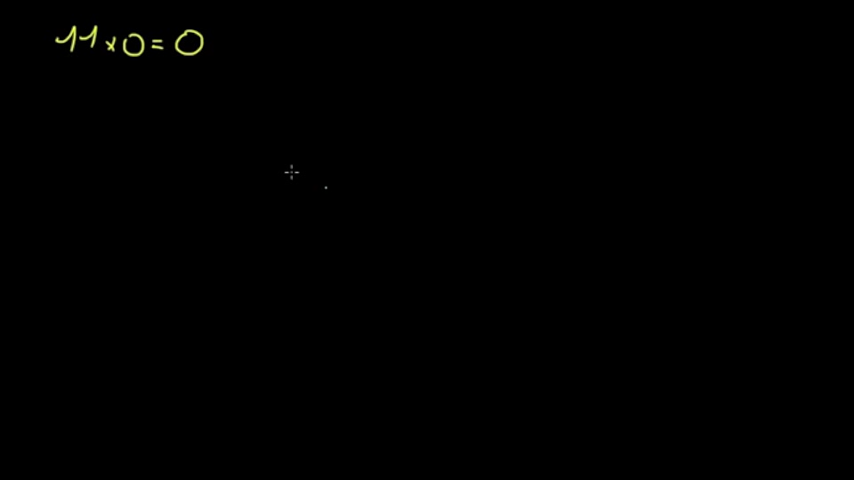 11 × 0 = 0